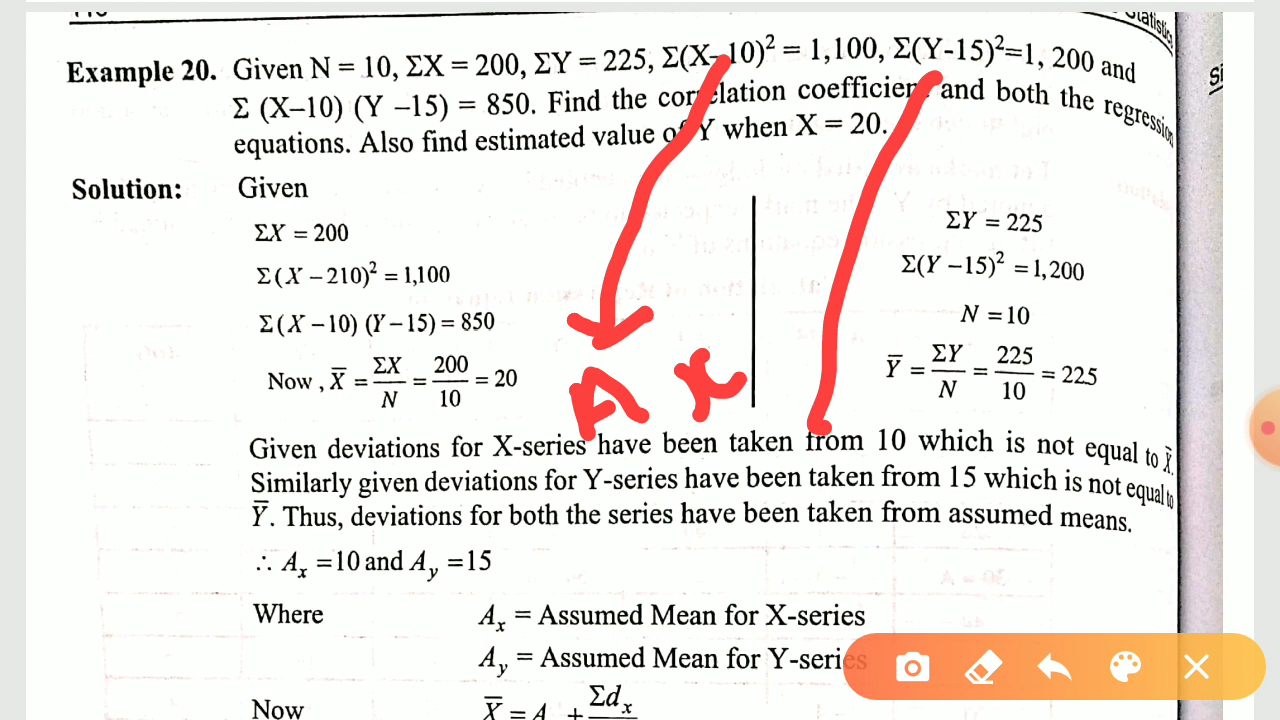 Statistic
Example 20. Given N = 10, ΣX = 200, ΣY = 225, Σ(X–10)² = 1,100, Σ(Y-15)²=1, 200 and
Σ (X–10) (Y –15) = 850. Find the correlation coefficient and both the regression
equations. Also find estimated value of Y when X = 20.
Si
Solution: Given
ΣX = 200
Σ(X –210)² = 1,100
Σ(X –10) (Y –15) = 850
Now , X̄ = ΣX/N = 200/10 = 20
ΣY = 225
Σ(Y –15)² = 1,200
N = 10
Ȳ = ΣY/N = 225/10 = 225
A x
Given deviations for X-series have been taken from 10 which is not equal to X̄.
Similarly given deviations for Y-series have been taken from 15 which is not equal to
Ȳ. Thus, deviations for both the series have been taken from assumed means.
∴ Aₓ =10 and Aᵧ =15
Where Aₓ = Assumed Mean for X-series
Aᵧ = Assumed Mean for Y-series
Now X̄ = A + Σdₓ